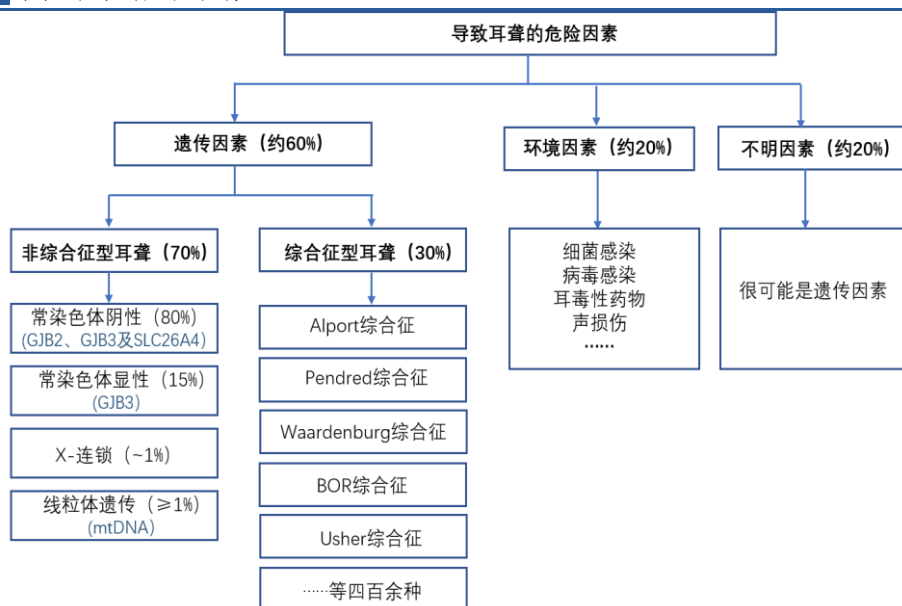 导致耳聋的危险因素
遗传因素（约60%）
环境因素（约20%）
不明因素（约20%）
非综合征型耳聋（70%）
综合征型耳聋（30%）
常染色体阴性（80%）
(GJB2、GJB3及SLC26A4)
常染色体显性（15%）
(GJB3)
X-连锁（~1%）
线粒体遗传（≥1%）
(mtDNA)
Alport综合征
Pendred综合征
Waardenburg综合征
BOR综合征
Usher综合征
……等四百余种
细菌感染
病毒感染
耳毒性药物
声损伤
……
很可能是遗传因素